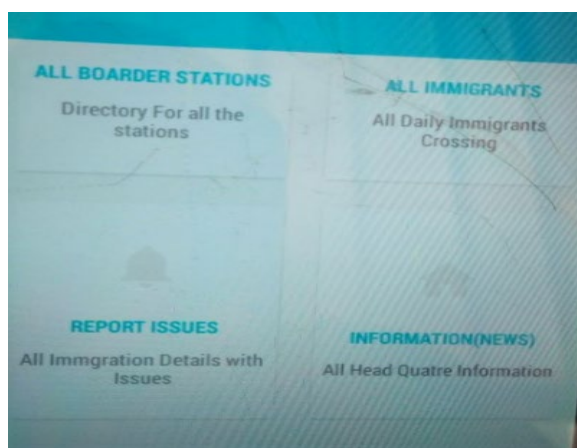 ALL BOARDER STATIONS
Directory For all the
stations
ALL IMMIGRANTS
All Daily Immigrants
Crossing
REPORT ISSUES
All Immgration Details with
Issues
INFORMATION(NEWS)
All Head Quatre Information